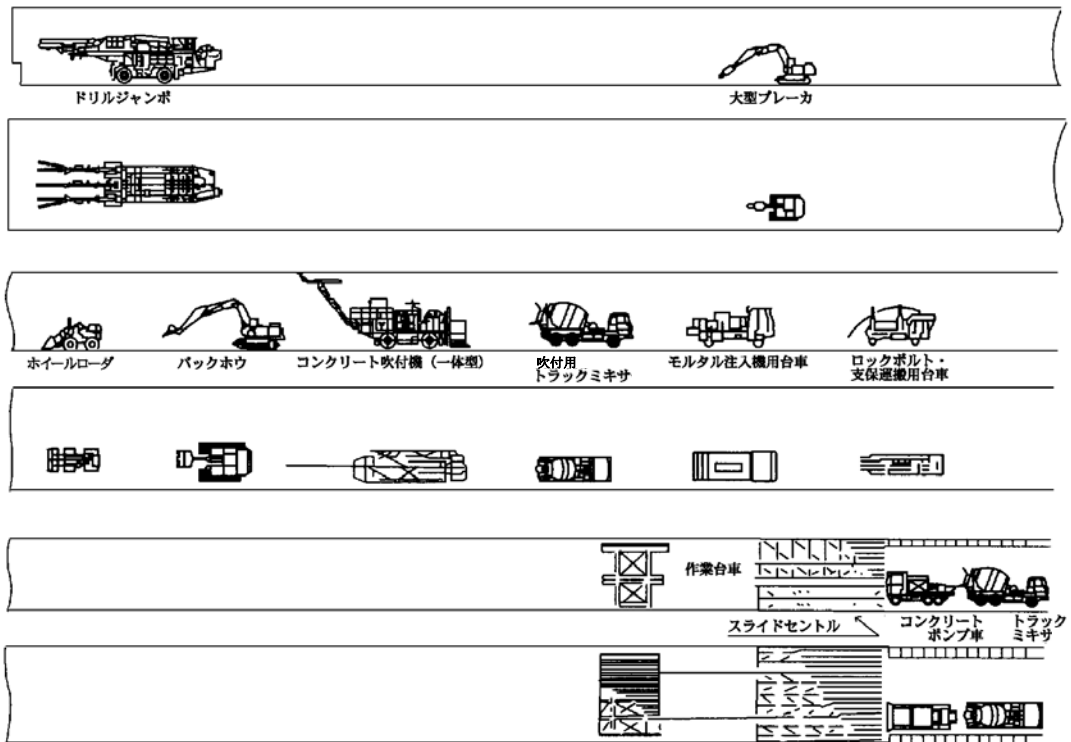 ドリルジャンボ
大型ブレーカ
ホイールローダ
バックホウ
コンクリート吹付機（一体型）
吹付用
トラックミキサ
モルタル注入機用台車
ロックボルト・
支保運搬用台車
作業台車
スライドセントル
コンクリート
ポンプ車
トラック
ミキサ